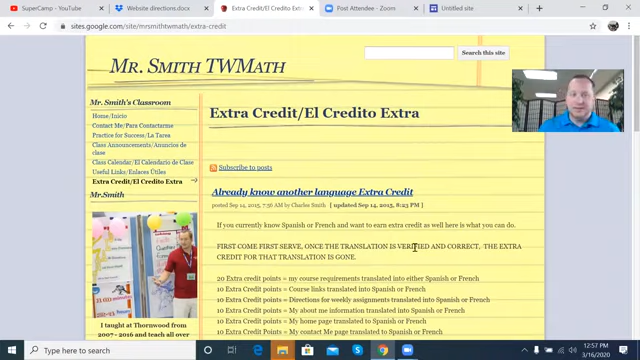 SuperCamp - YouTube
Website directions.docx
Extra Credit/El Credito Extra
Post Attendee - Zoom
Untitled site
sites.google.com/site/mrsmithtwmath/extra-credit
MR. SMITH TWMATH
Search this site
Mr. Smith's Classroom
Home/Inicio
Contact Me/Para Contactarme
Practice for Success/La Tarea
Class Announcements/Anuncios de
clase
Class Calendar/El Calendario de Clase
Useful Links/Enlaces Útiles
Extra Credit/El Credito Extra
Mr.Smith
I taught at Thornwood from
2007- 2016 and teach all over
Extra Credit/El Credito Extra
Subscribe to posts
Already know another language Extra Credit
posted Sep 14, 2015, 7:50 AM by Charles Smith [ updated Sep 14, 2015, 8:23 PM ]
If you currently know Spanish or French and want to earn extra credit as well here is what you can do.
FIRST COME FIRST SERVE, ONCE THE TRANSLATION IS VERIFIED AND CORRECT, THE EXTRA
CREDIT FOR THAT TRANSLATION IS GONE.
20 Extra credit points = my course requirements translated into either Spanish or French
10 Extra Credit points = Course links translated into Spanish or French
10 Extra Credit points = Directions for weekly assignments translated into Spanish or French
10 Extra Credit points = My about me information translated into Spanish or French
10 Extra Credit points = My home page translated to Spanish or French
10 Extra Credit points = My contact Me page translated to Spanish or French
Type here to search
12:57 PM
3/16/2020